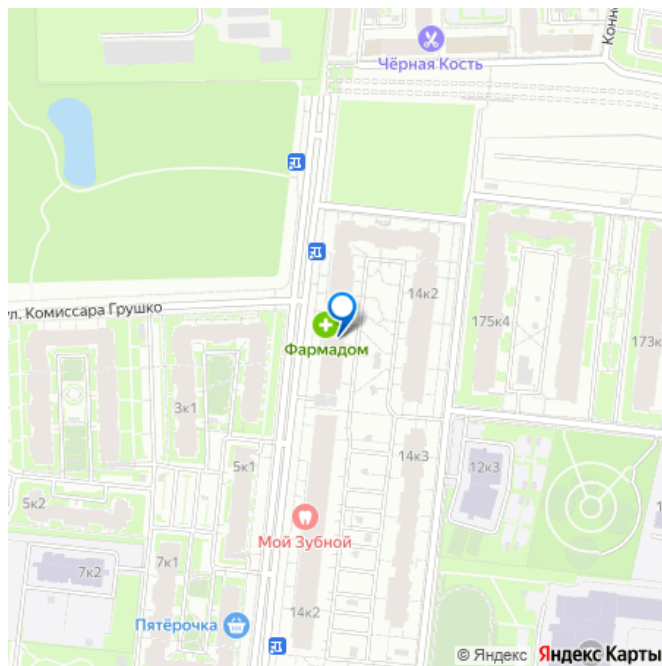 Конн
Чёрная Кость
ул. Комиссара Грушко
14к2
175к4
173к
Фармадом
3к1
5к1
14к3
12к3
5к2
Мой Зубной
7к1
7к2
14к2
Пятёрочка
© Яндекс Яндекс Карты